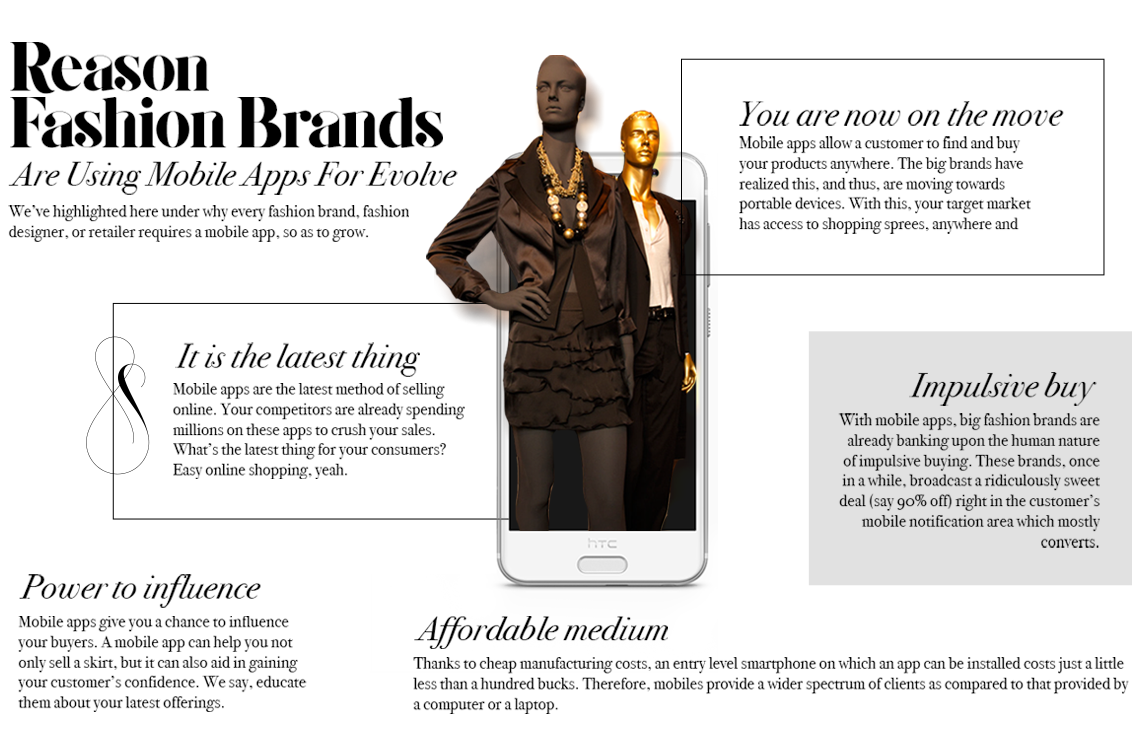 Reason
Fashion Brands
Are Using Mobile Apps For Evolve
We've highlighted here under why every fashion brand, fashion
designer, or retailer requires a mobile app, so as to grow.
You are now on the move
Mobile apps allow a customer to find and buy
your products anywhere. The big brands have
realized this, and thus, are moving towards
portable devices. With this, your target market
has access to shopping sprees, anywhere and
It is the latest thing
Mobile apps are the latest method of selling
online. Your competitors are already spending
millions on these apps to crush your sales.
What's the latest thing for your consumers?
Easy online shopping, yeah.
Impulsive buy
With mobile apps, big fashion brands are
already banking upon the human nature
of impulsive buying. These brands, once
in a while, broadcast a ridiculously sweet
deal (say 90% off) right in the customer's
mobile notification area which mostly
converts.
hTC
Power to influence
Mobile apps give you a chance to influence
your buyers. A mobile app can help you not
only sell a skirt, but it can also aid in gaining
your customer's confidence. We say, educate
them about your latest offerings.
Affordable medium
Thanks to cheap manufacturing costs, an entry level smartphone on which an app can be installed costs just a little
less than a hundred bucks. Therefore, mobiles provide a wider spectrum of clients as compared to that provided by
a computer or a laptop.